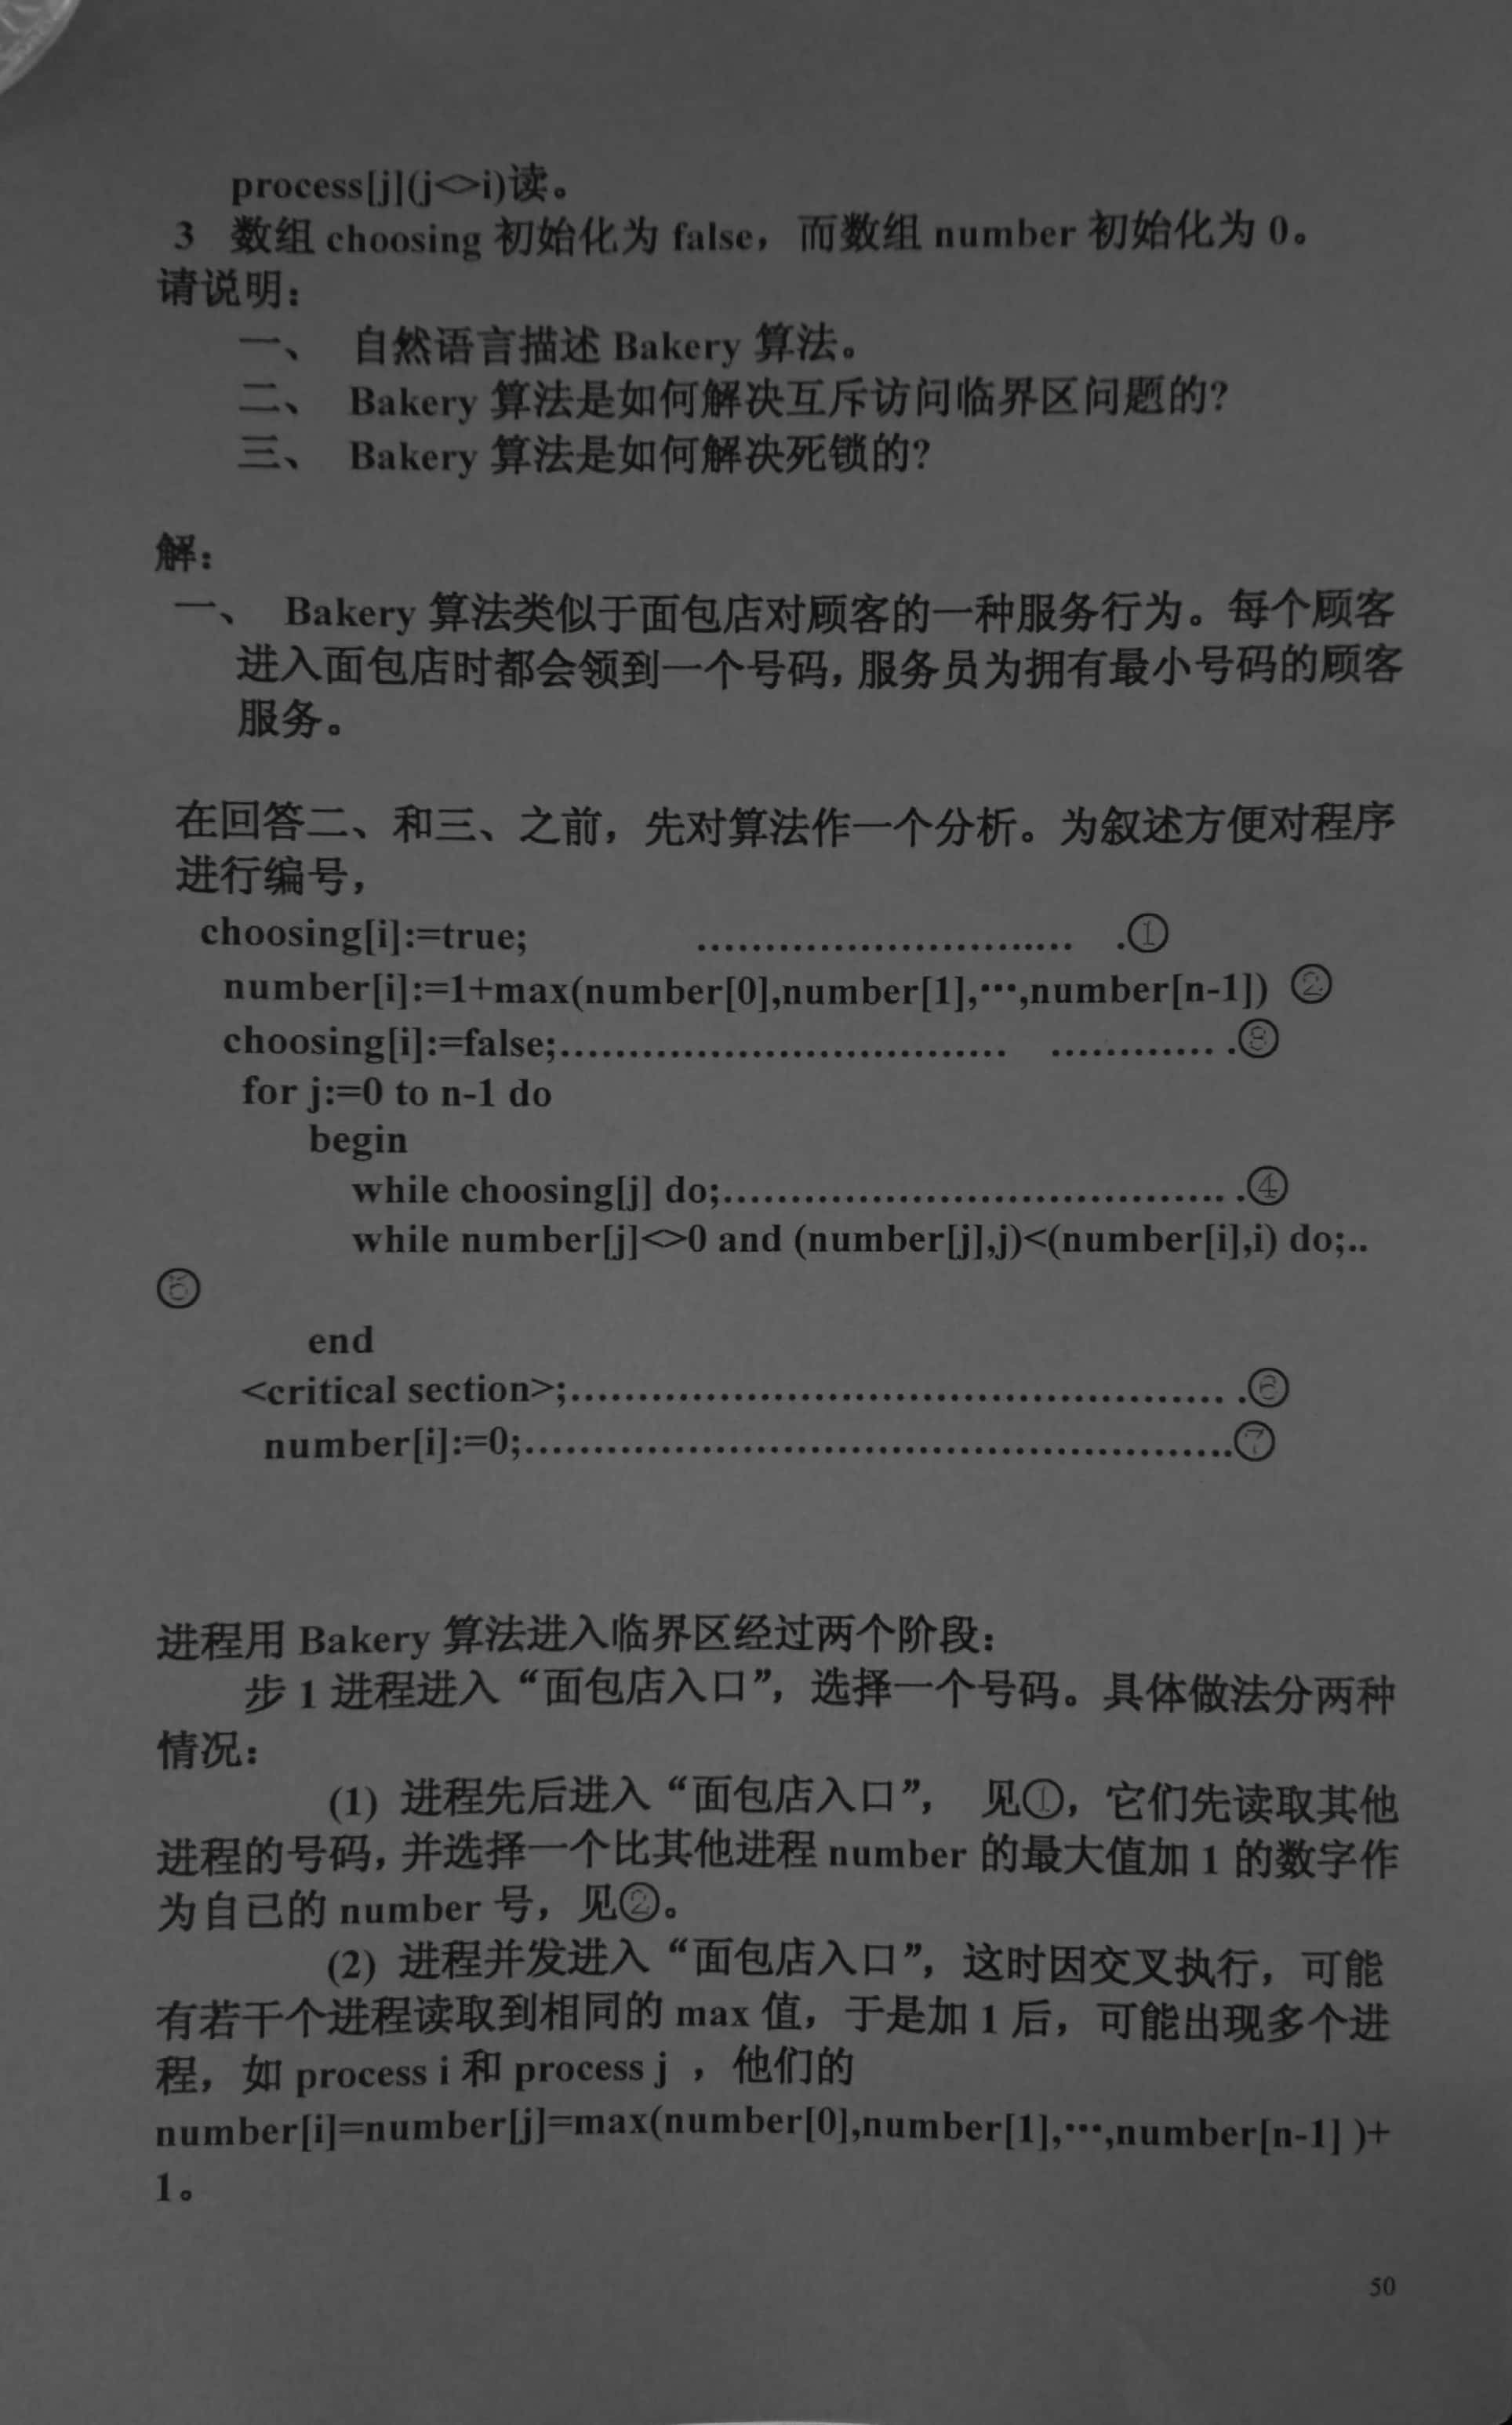 process[j](j<>i)读。
3 数组 choosing 初始化为 false，而数组 number 初始化为 0。
请说明：
一、 自然语言描述 Bakery 算法。
二、 Bakery 算法是如何解决互斥访问临界区问题的?
三、 Bakery 算法是如何解决死锁的?
解：
一、 Bakery 算法类似于面包店对顾客的一种服务行为。每个顾客
进入面包店时都会领到一个号码，服务员为拥有最小号码的顾客
服务。
在回答二、和三、之前，先对算法作一个分析。为叙述方便对程序
进行编号，
choosing[i]:=true; ............................ .①
number[i]:=1+max(number[0],number[1],…,number[n-1]) ②
choosing[i]:=false;................................. ............ .③
for j:=0 to n-1 do
begin
while choosing[j] do;..................................... .④
while number[j]<>0 and (number[j],j)<(number[i],i) do;..
⑤
end
<critical section>;................................................ .⑥
number[i]:=0;.....................................................⑦
进程用 Bakery 算法进入临界区经过两个阶段：
步 1 进程进入“面包店入口”，选择一个号码。具体做法分两种
情况：
(1) 进程先后进入“面包店入口”， 见①，它们先读取其他
进程的号码，并选择一个比其他进程 number 的最大值加 1 的数字作
为自己的 number 号，见②。
(2) 进程并发进入“面包店入口”，这时因交叉执行，可能
有若干个进程读取到相同的 max 值，于是加 1 后，可能出现多个进
程，如 process i 和 process j ，他们的
number[i]=number[j]=max(number[0],number[1],…,number[n-1] )+
1。
50